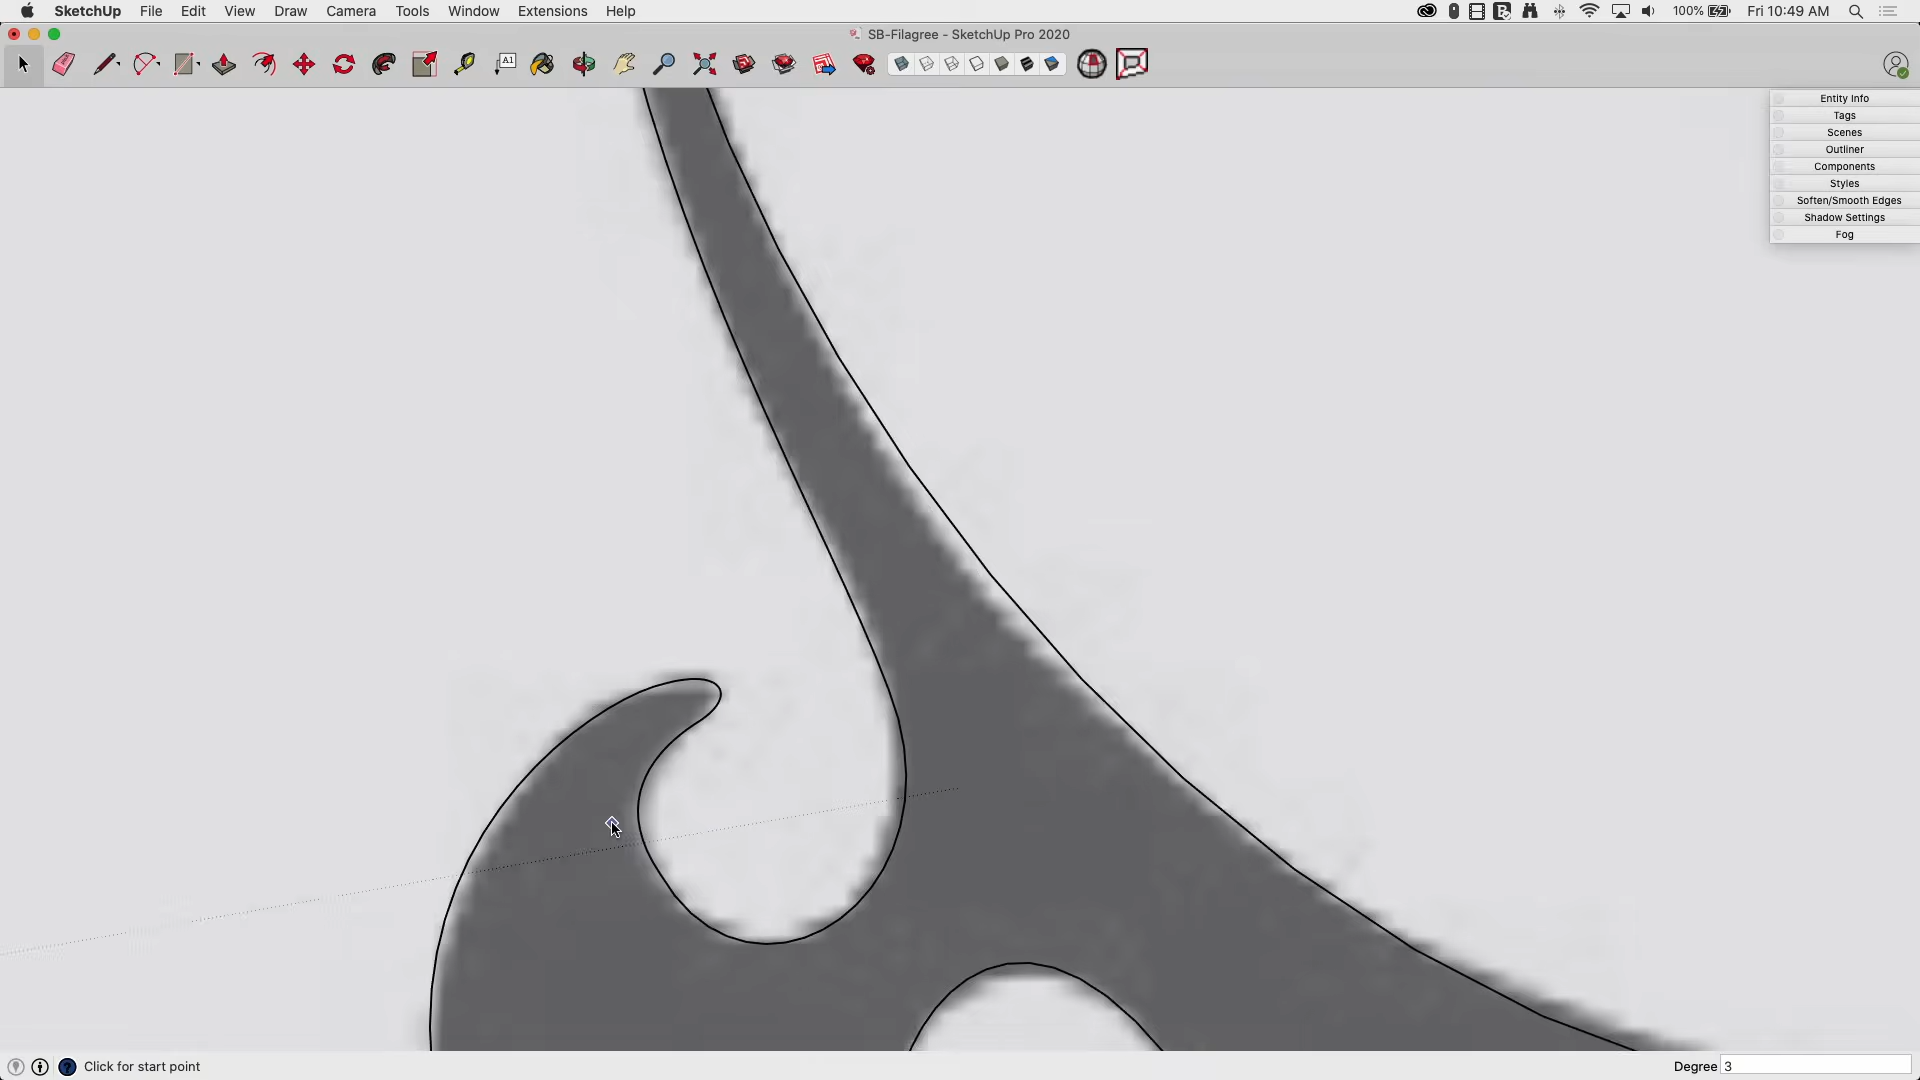 SketchUp File Edit View Draw Camera Tools Window Extensions Help 100% Fri 10:49 AM
SB-Filagree - SketchUp Pro 2020
A1
Entity Info
Tags
Scenes
Outliner
Components
Styles
Soften/Smooth Edges
Shadow Settings
Fog
Click for start point
Degree 3